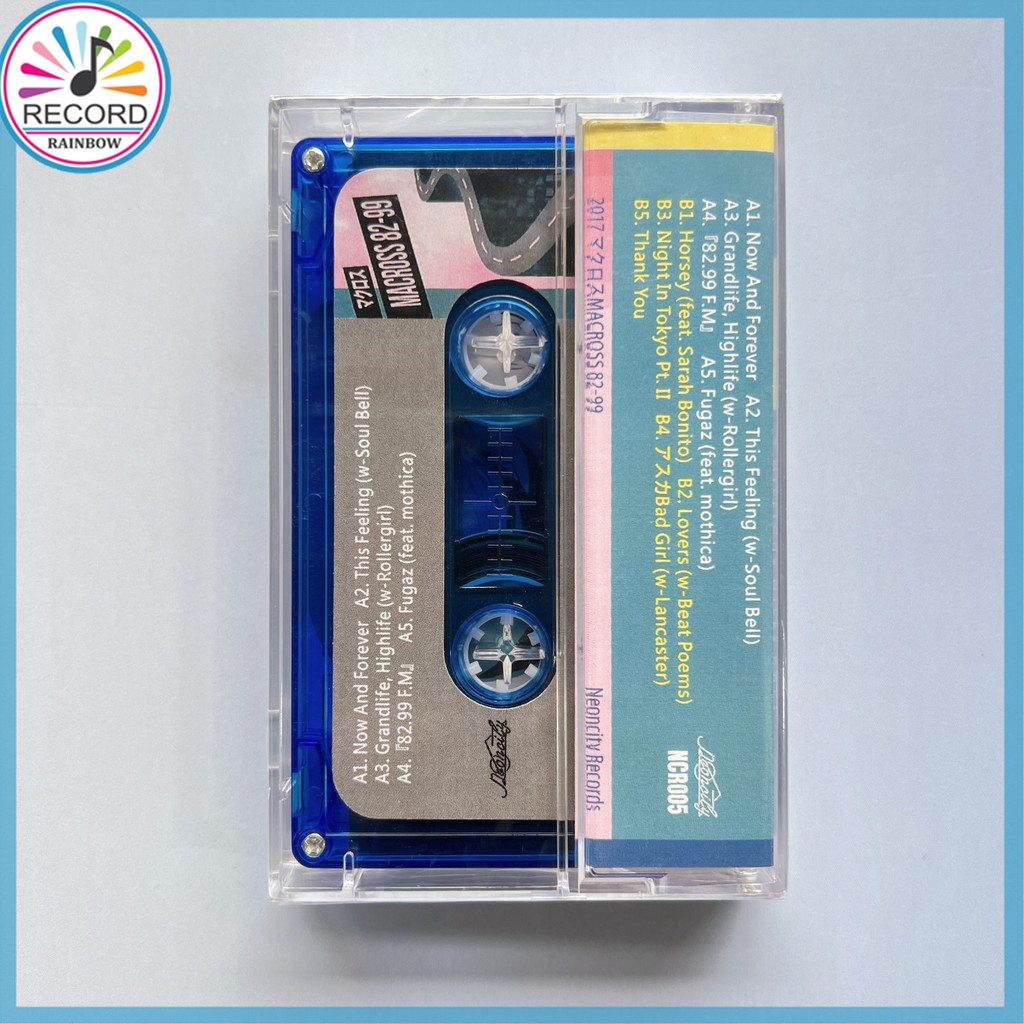 RECORD
RAINBOW
マクロス
MACROSS 82-99
A1. Now And Forever A2. This Feeling (w-Soul Bell)
A3. Grandlife, Highlife (w-Rollergirl)
A4.『82.99 F.M』 A5. Fugaz (feat. mothica)
Neoncity
2017 マクロスMACROSS 82-99
Neoncity Records
A1. Now And Forever A2. This Feeling (w-Soul Bell)
A3. Grandlife, Highlife (w-Rollergirl)
A4.『82.99 F.M』 A5. Fugaz (feat. mothica)
B1. Horsey (feat. Sarah Bonito) B2. Lovers (w-Beat Poems)
B3. Night In Tokyo Pt. II B4. アスカBad Girl (w-Lancaster)
B5. Thank You
Neoncity
NCR005